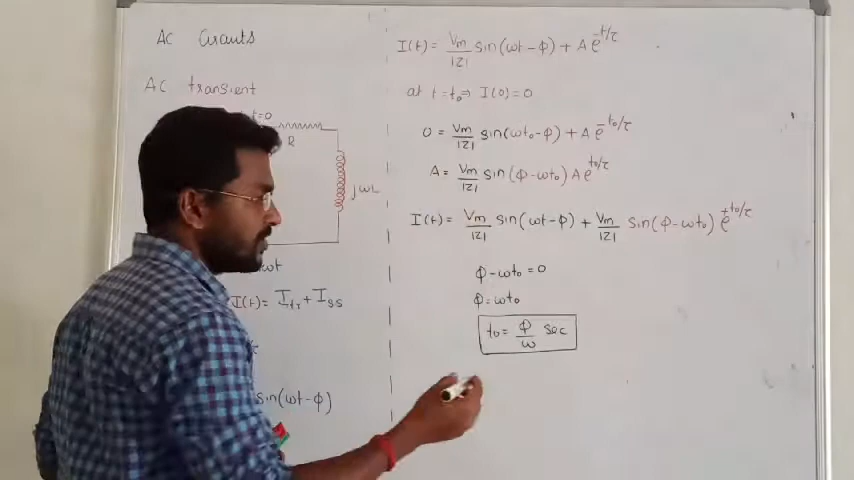 AC Circuits
AC transient
t=0
R
jωL
ωt
I(t) = Itr + Iss
sin(ωt-φ)
I(t) = Vm/|Z| sin(ωt-φ) + A e^-t/τ
at t=t₀ ⇒ I(0) = 0
0 = Vm/|Z| sin(ωt₀-φ) + A e^-t₀/τ
A = Vm/|Z| sin(φ-ωt₀) A e^t₀/τ
I(t) = Vm/|Z| sin(ωt-φ) + Vm/|Z| sin(φ-ωt₀) e^+t₀/τ
φ-ωt₀ = 0
φ = ωt₀
t₀ = φ/ω sec